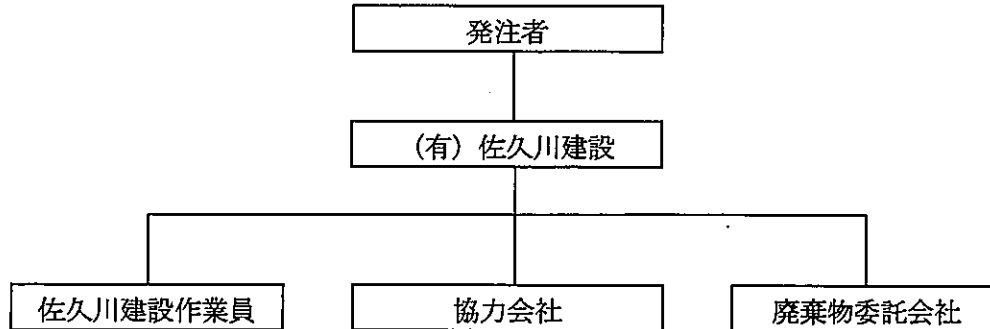 発注者
（有）佐久川建設
佐久川建設作業員
協力会社
廃棄物委託会社